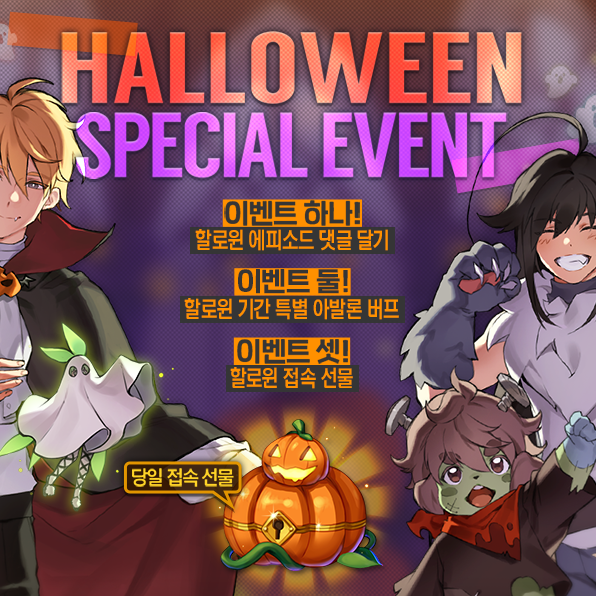 HALLOWEEN
SPECIAL EVENT
이벤트 하나!
할로윈 에피소드 댓글 달기
이벤트 둘!
할로윈 기간 특별 아발론 버프
이벤트 셋!
할로윈 접속 선물
당일 접속 선물